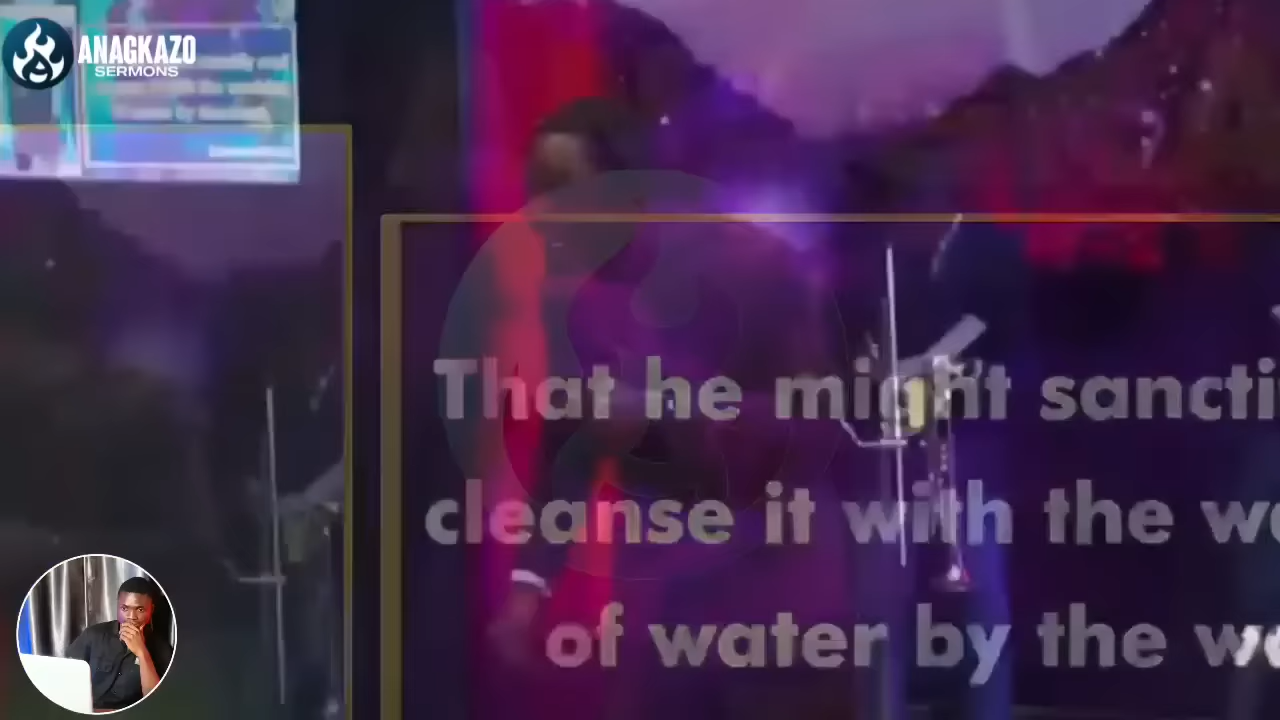 ANAGKAZO
SERMONS
That he might sancti
cleanse it with the w
of water by the w